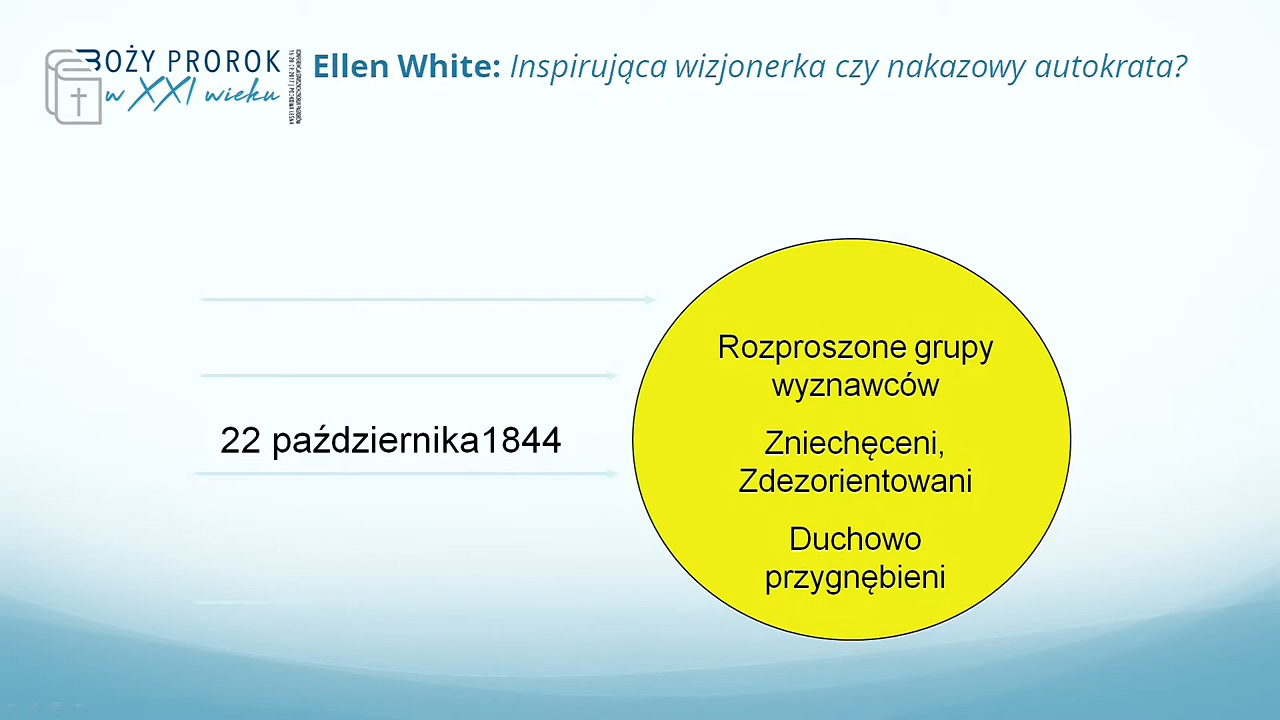 BOŻY PROROK
w XXI wieku
Ellen White: Inspirująca wizjonerka czy nakazowy autokrata?
Rozproszone grupy
wyznawców
22 października1844
Zniechęceni,
Zdezorientowani
Duchowo
przygnębieni